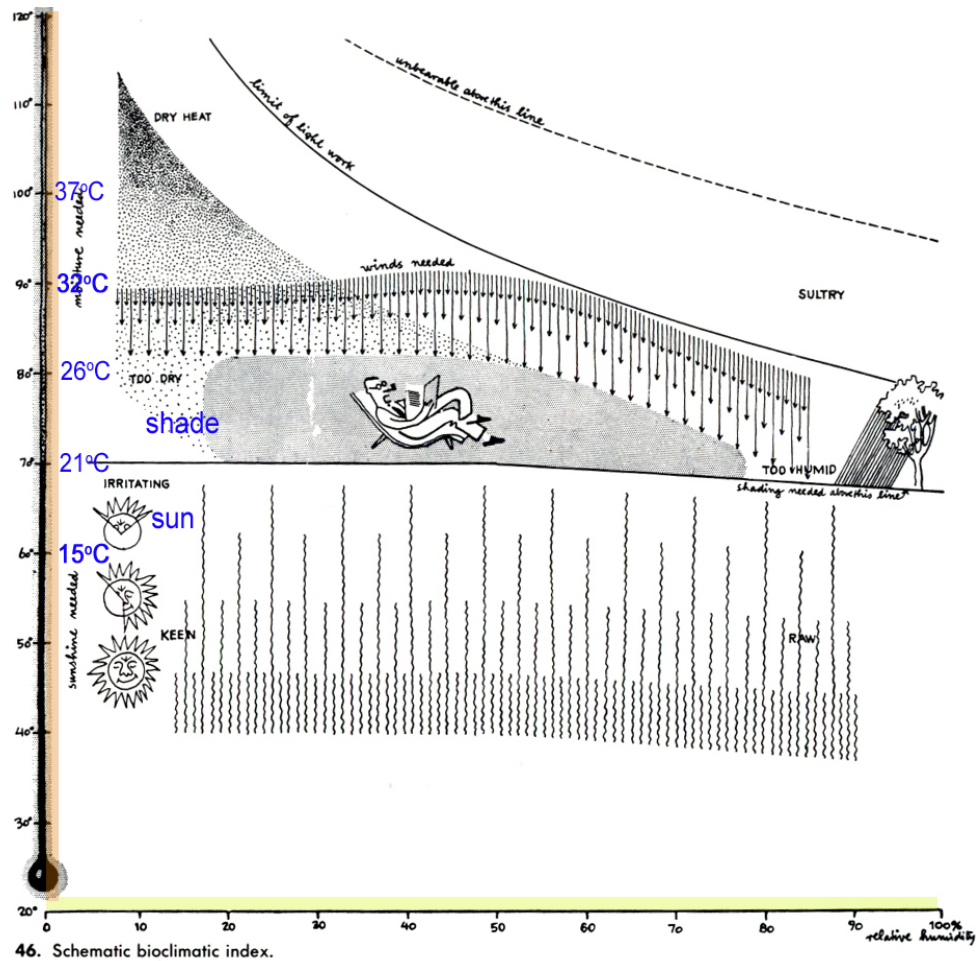 120°
unbearable above this line
limit of light work
110°
DRY HEAT
37°C
100°
moisture needed
winds needed
32°C
90°
SULTRY
26°C
80°
TOO DRY
shade
21°C
70°
TOO HUMID
shading needed above this line
IRRITATING
sun
15°C
60°
sunshine needed
KEEN
RAW
50°
40°
30°
20°
0 10 20 30 40 50 60 70 80 90 100%
relative humidity
46. Schematic bioclimatic index.